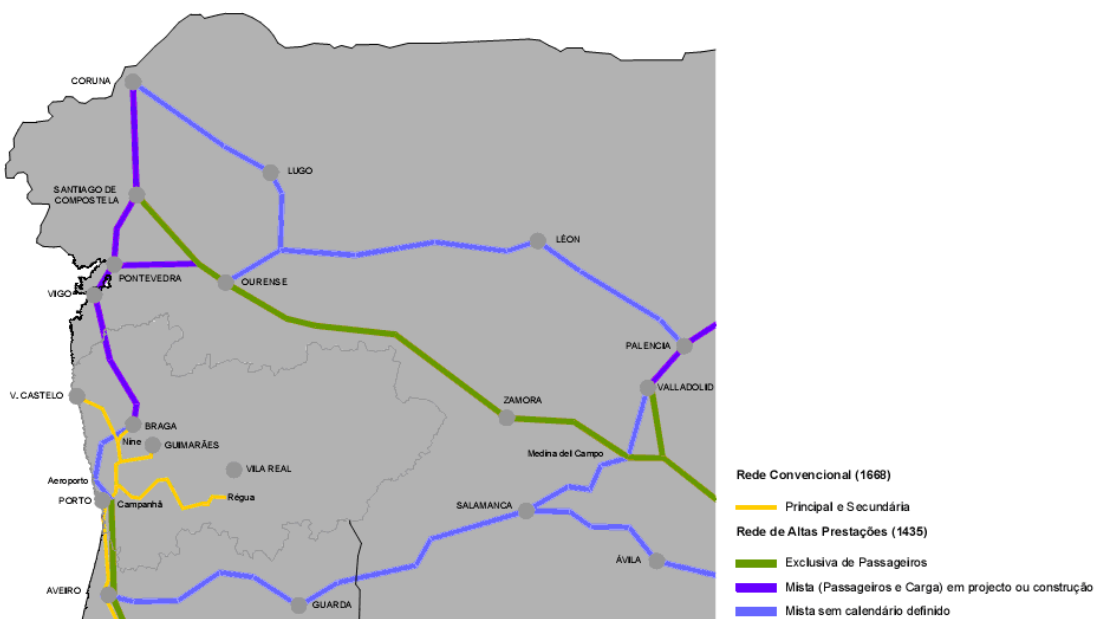 CORUNA
LUGO
SANTIAGO DE
COMPOSTELA
LÉON
PONTEVEDRA
OURENSE
VIGO
PALENCIA
VALLADOLID
V. CASTELO
ZAMORA
BRAGA
Nine
GUIMARÃES
Medina del Campo
VILA REAL
Aeroporto
PORTO
Campanhã
Régua
SALAMANCA
ÁVILA
AVEIRO
GUARDA
Rede Convencional (1668)
Principal e Secundária
Rede de Altas Prestações (1435)
Exclusiva de Passageiros
Mista (Passageiros e Carga) em projecto ou construção
Mista sem calendário definido